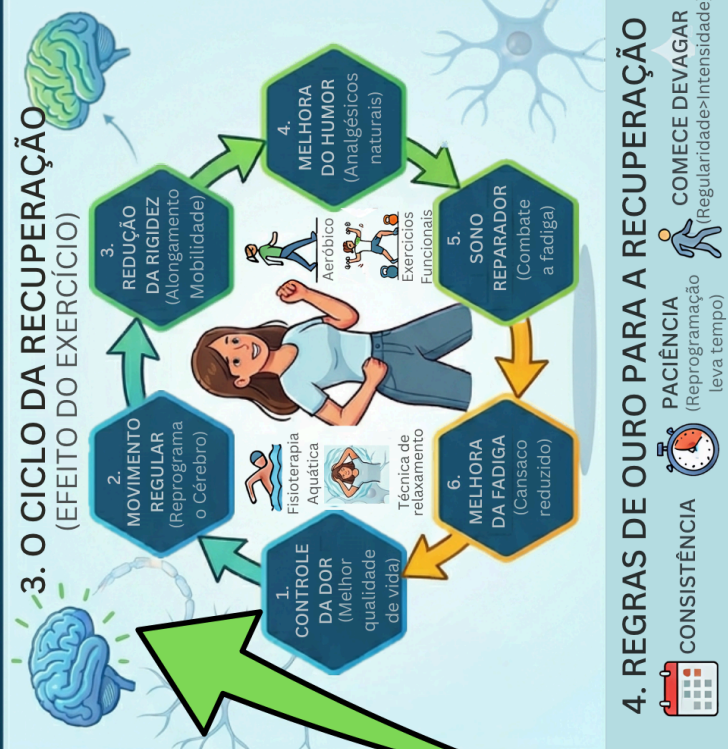 3. O CICLO DA RECUPERAÇÃO
(EFEITO DO EXERCÍCIO)
1.
CONTROLE
DA DOR
(Melhor
qualidade
de vida)
2.
MOVIMENTO
REGULAR
(Reprograma
o Cérebro)
3.
REDUÇÃO
DA RIGIDEZ
(Alongamento
Mobilidade)
4.
MELHORA
DO HUMOR
(Analgésicos
naturais)
5.
SONO
REPARADOR
(Combate
a fadiga)
6.
MELHORA
DA FADIGA
(Cansaco
reduzido)
Fisioterapia
Aquática
Técnica de
relaxamento
Aeróbico
Exercicios
Funcionais
4. REGRAS DE OURO PARA A RECUPERAÇÃO
CONSISTÊNCIA
PACIÊNCIA
(Reprogramação
leva tempo)
COMECE DEVAGAR
(Regularidade>Intensidade